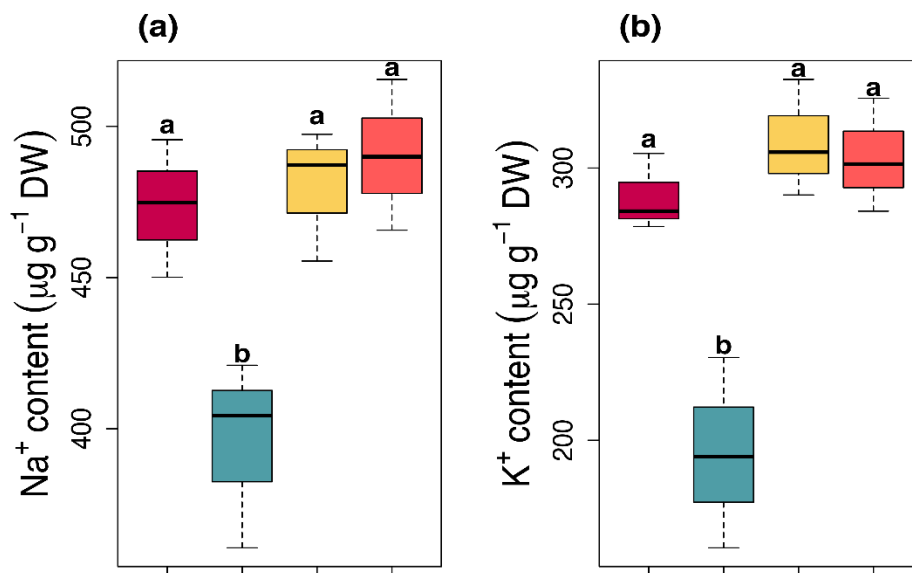 (a)
Na⁺ content (μg g⁻¹ DW)
500
450
400
a
b
a
a
(b)
K⁺ content (μg g⁻¹ DW)
300
250
200
a
b
a
a